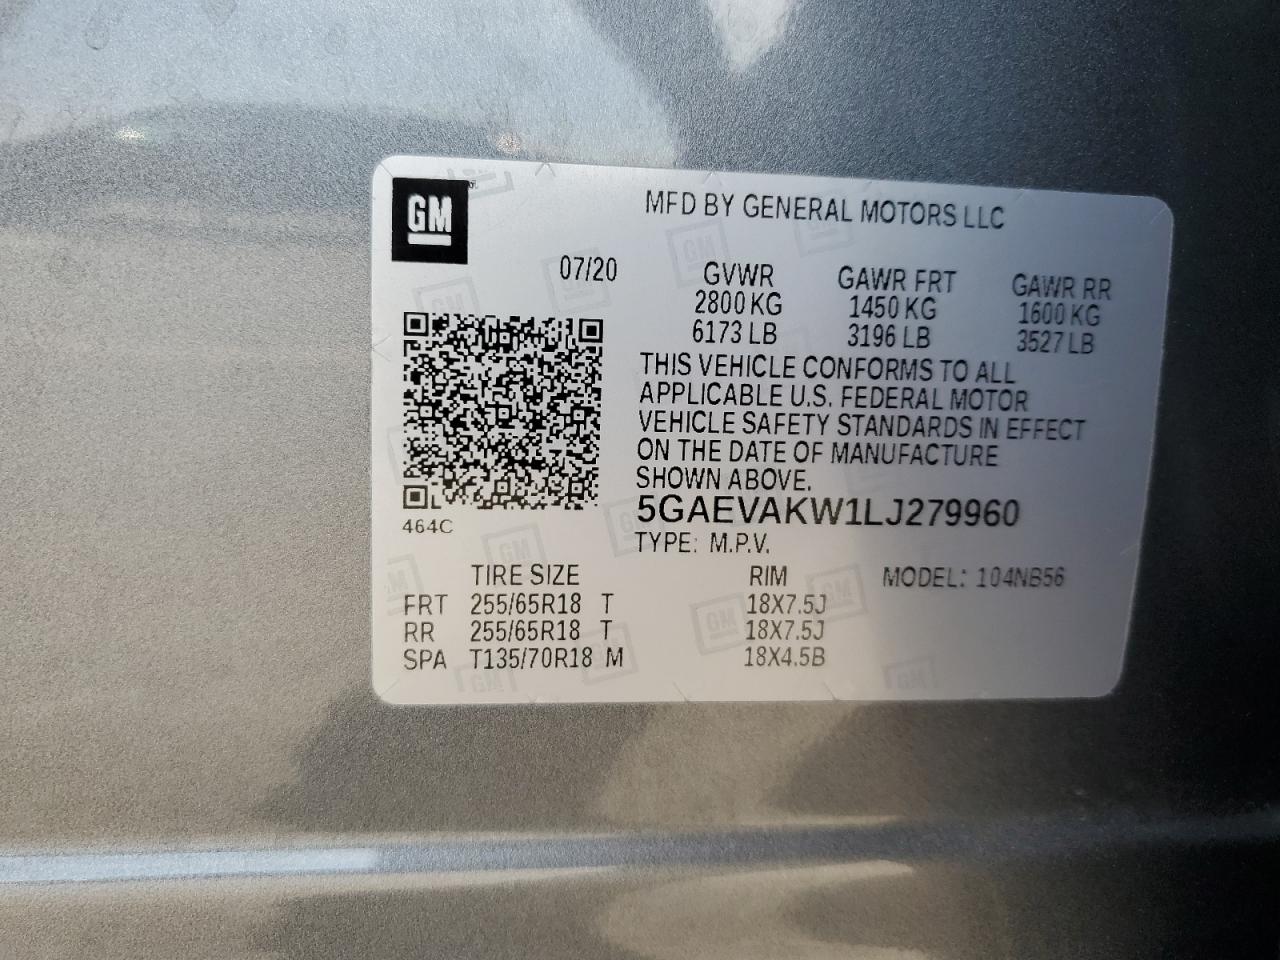 GM
MFD BY GENERAL MOTORS LLC
07/20
GVWR GAWR FRT GAWR RR
2800 KG 1450 KG 1600 KG
6173 LB 3196 LB 3527 LB
THIS VEHICLE CONFORMS TO ALL
APPLICABLE U.S. FEDERAL MOTOR
VEHICLE SAFETY STANDARDS IN EFFECT
ON THE DATE OF MANUFACTURE
SHOWN ABOVE.
464C
5GAEVAKW1LJ279960
TYPE: M.P.V.
TIRE SIZE RIM MODEL: 104NB56
FRT 255/65R18 T 18X7.5J
RR 255/65R18 T 18X7.5J
SPA T135/70R18 M 18X4.5B